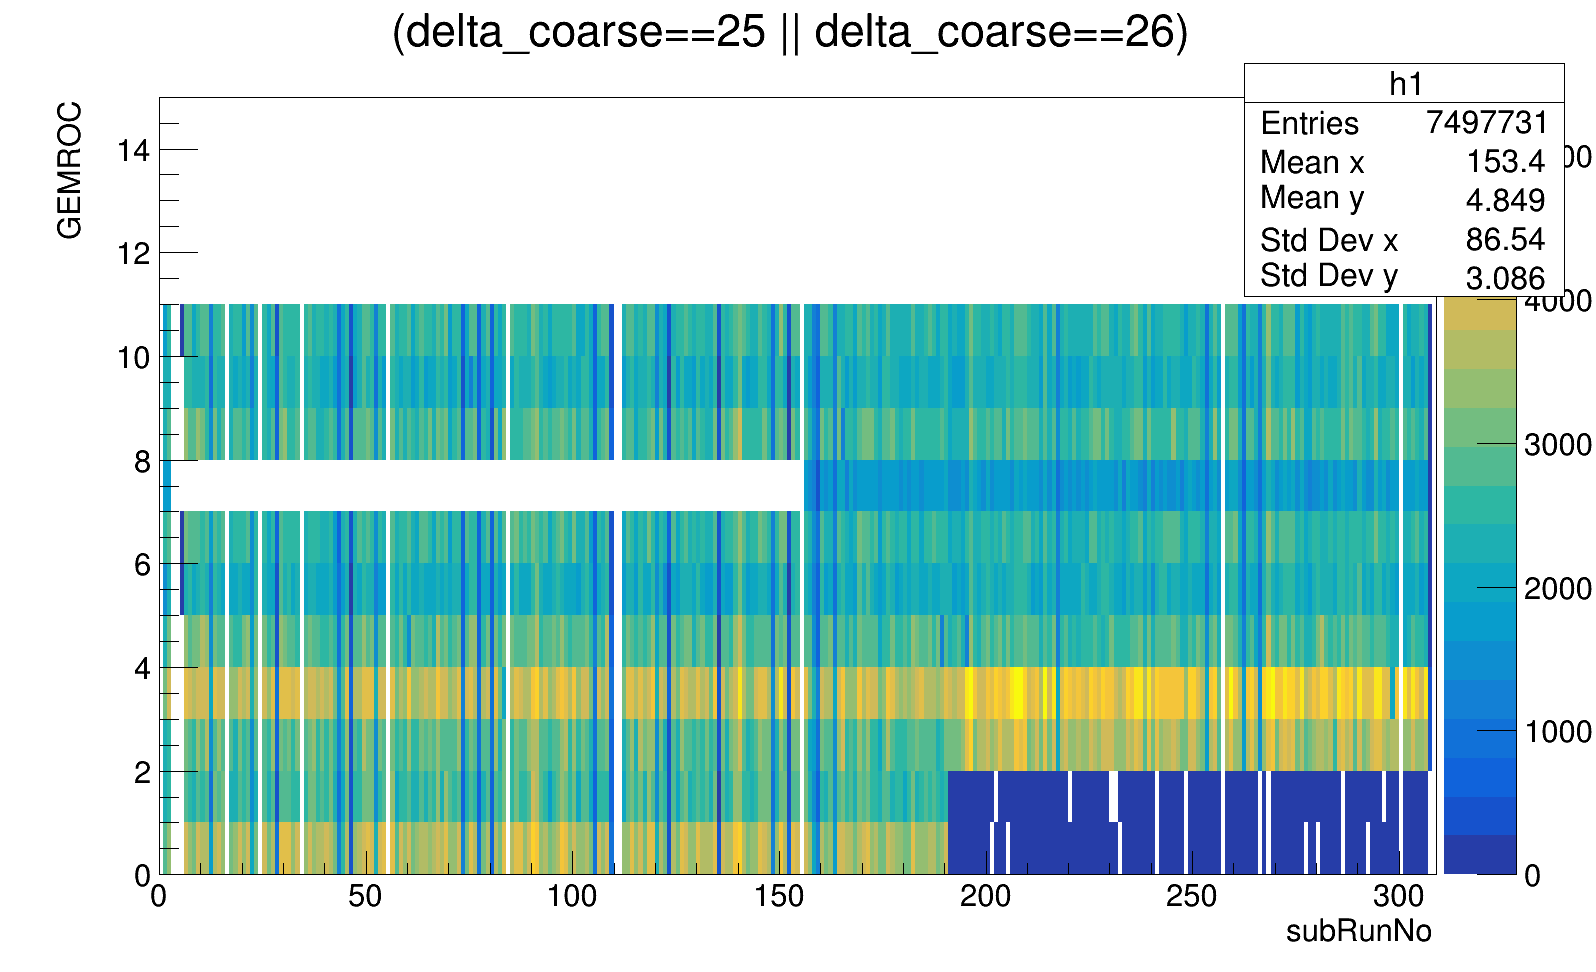 (delta_coarse==25 || delta_coarse==26)
h1
Entries 7497731
Mean x 153.4
Mean y 4.849
Std Dev x 86.54
Std Dev y 3.086
GEMROC
14
12
10
8
6
4
2
0
0 50 100 150 200 250 300
subRunNo
00
4000
3000
2000
1000
0